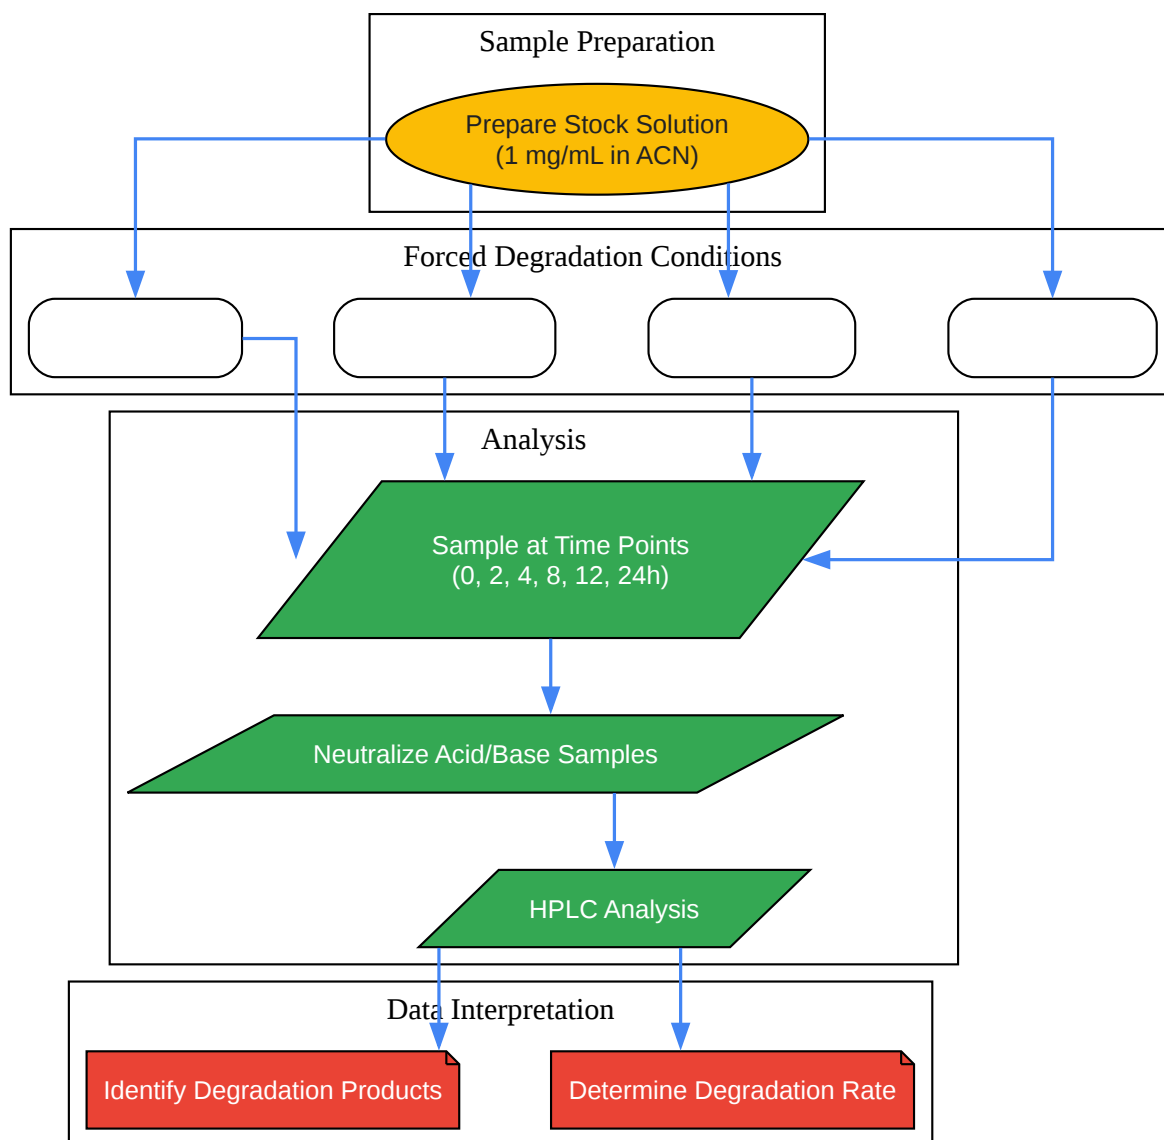 Sample Preparation
Prepare Stock Solution
(1 mg/mL in ACN)
Forced Degradation Conditions
Analysis
Sample at Time Points
(0, 2, 4, 8, 12, 24h)
Neutralize Acid/Base Samples
HPLC Analysis
Data Interpretation
Identify Degradation Products
Determine Degradation Rate